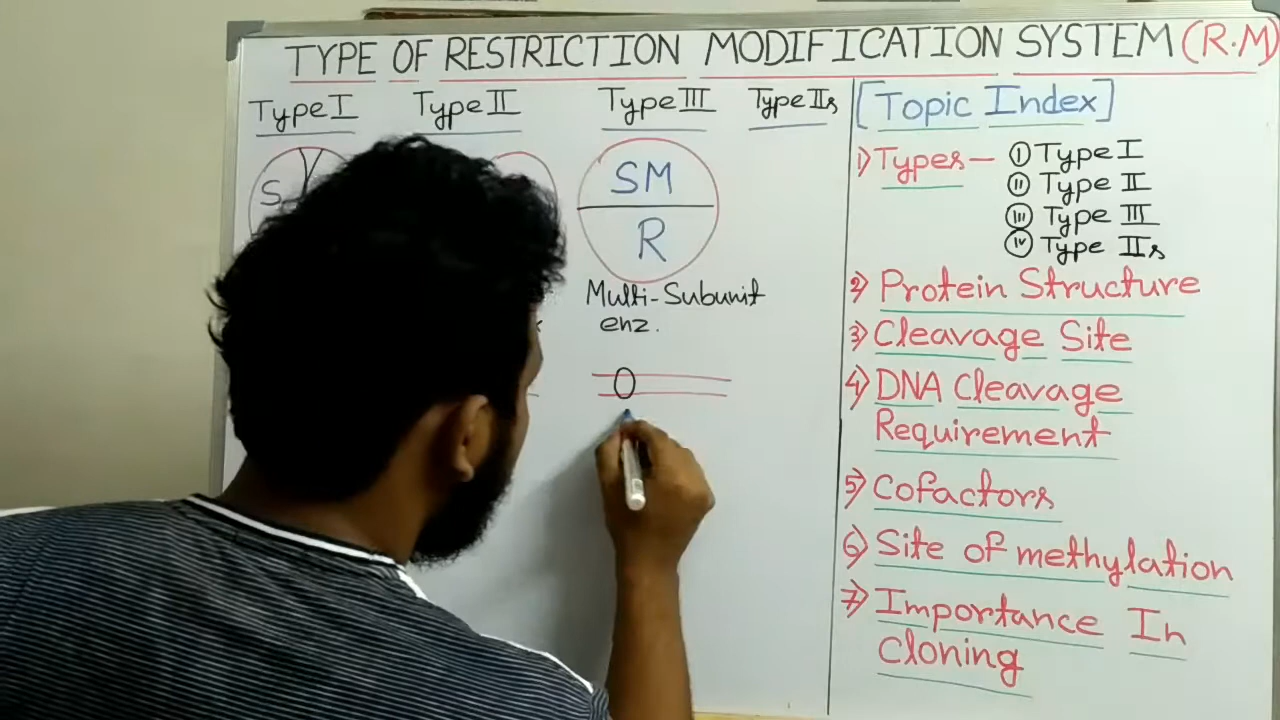 TYPE OF RESTRICTION MODIFICATION SYSTEM (R.M)
Type I Type II Type III Type IIs
S
SM
R
Multi-Subunit
enz.
[Topic Index]
1) Types— (I) Type I
(II) Type II
(III) Type III
(IV) Type IIs
2) Protein Structure
3) Cleavage Site
4) DNA Cleavage
Requirement
5) Cofactors
6) Site of methylation
7) Importance In
Cloning